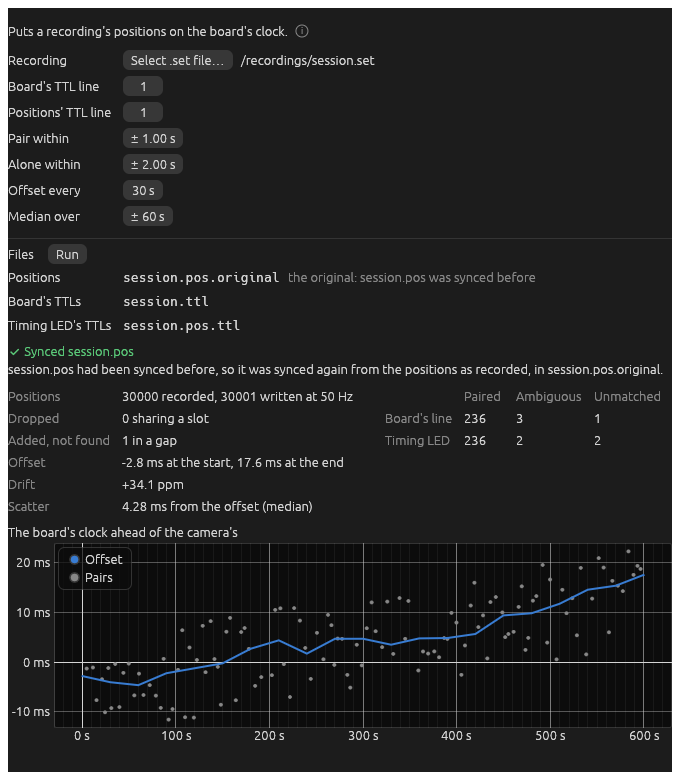 Puts a recording's positions on the board's clock. ⓘ
Recording Select .set file... /recordings/session.set
Board's TTL line 1
Positions' TTL line 1
Pair within ± 1.00 s
Alone within ± 2.00 s
Offset every 30 s
Median over ± 60 s
Files Run
Positions session.pos.original the original: session.pos was synced before
Board's TTLs session.ttl
Timing LED's TTLs session.pos.ttl
✓ Synced session.pos
session.pos had been synced before, so it was synced again from the positions as recorded, in session.pos.original.
Positions 30000 recorded, 30001 written at 50 Hz Paired Ambiguous Unmatched
Dropped 0 sharing a slot Board's line 236 3 1
Added, not found 1 in a gap Timing LED 236 2 2
Offset -2.8 ms at the start, 17.6 ms at the end
Drift +34.1 ppm
Scatter 4.28 ms from the offset (median)
The board's clock ahead of the camera's
Offset
Pairs
20 ms
10 ms
0 ms
-10 ms
0 s 100 s 200 s 300 s 400 s 500 s 600 s